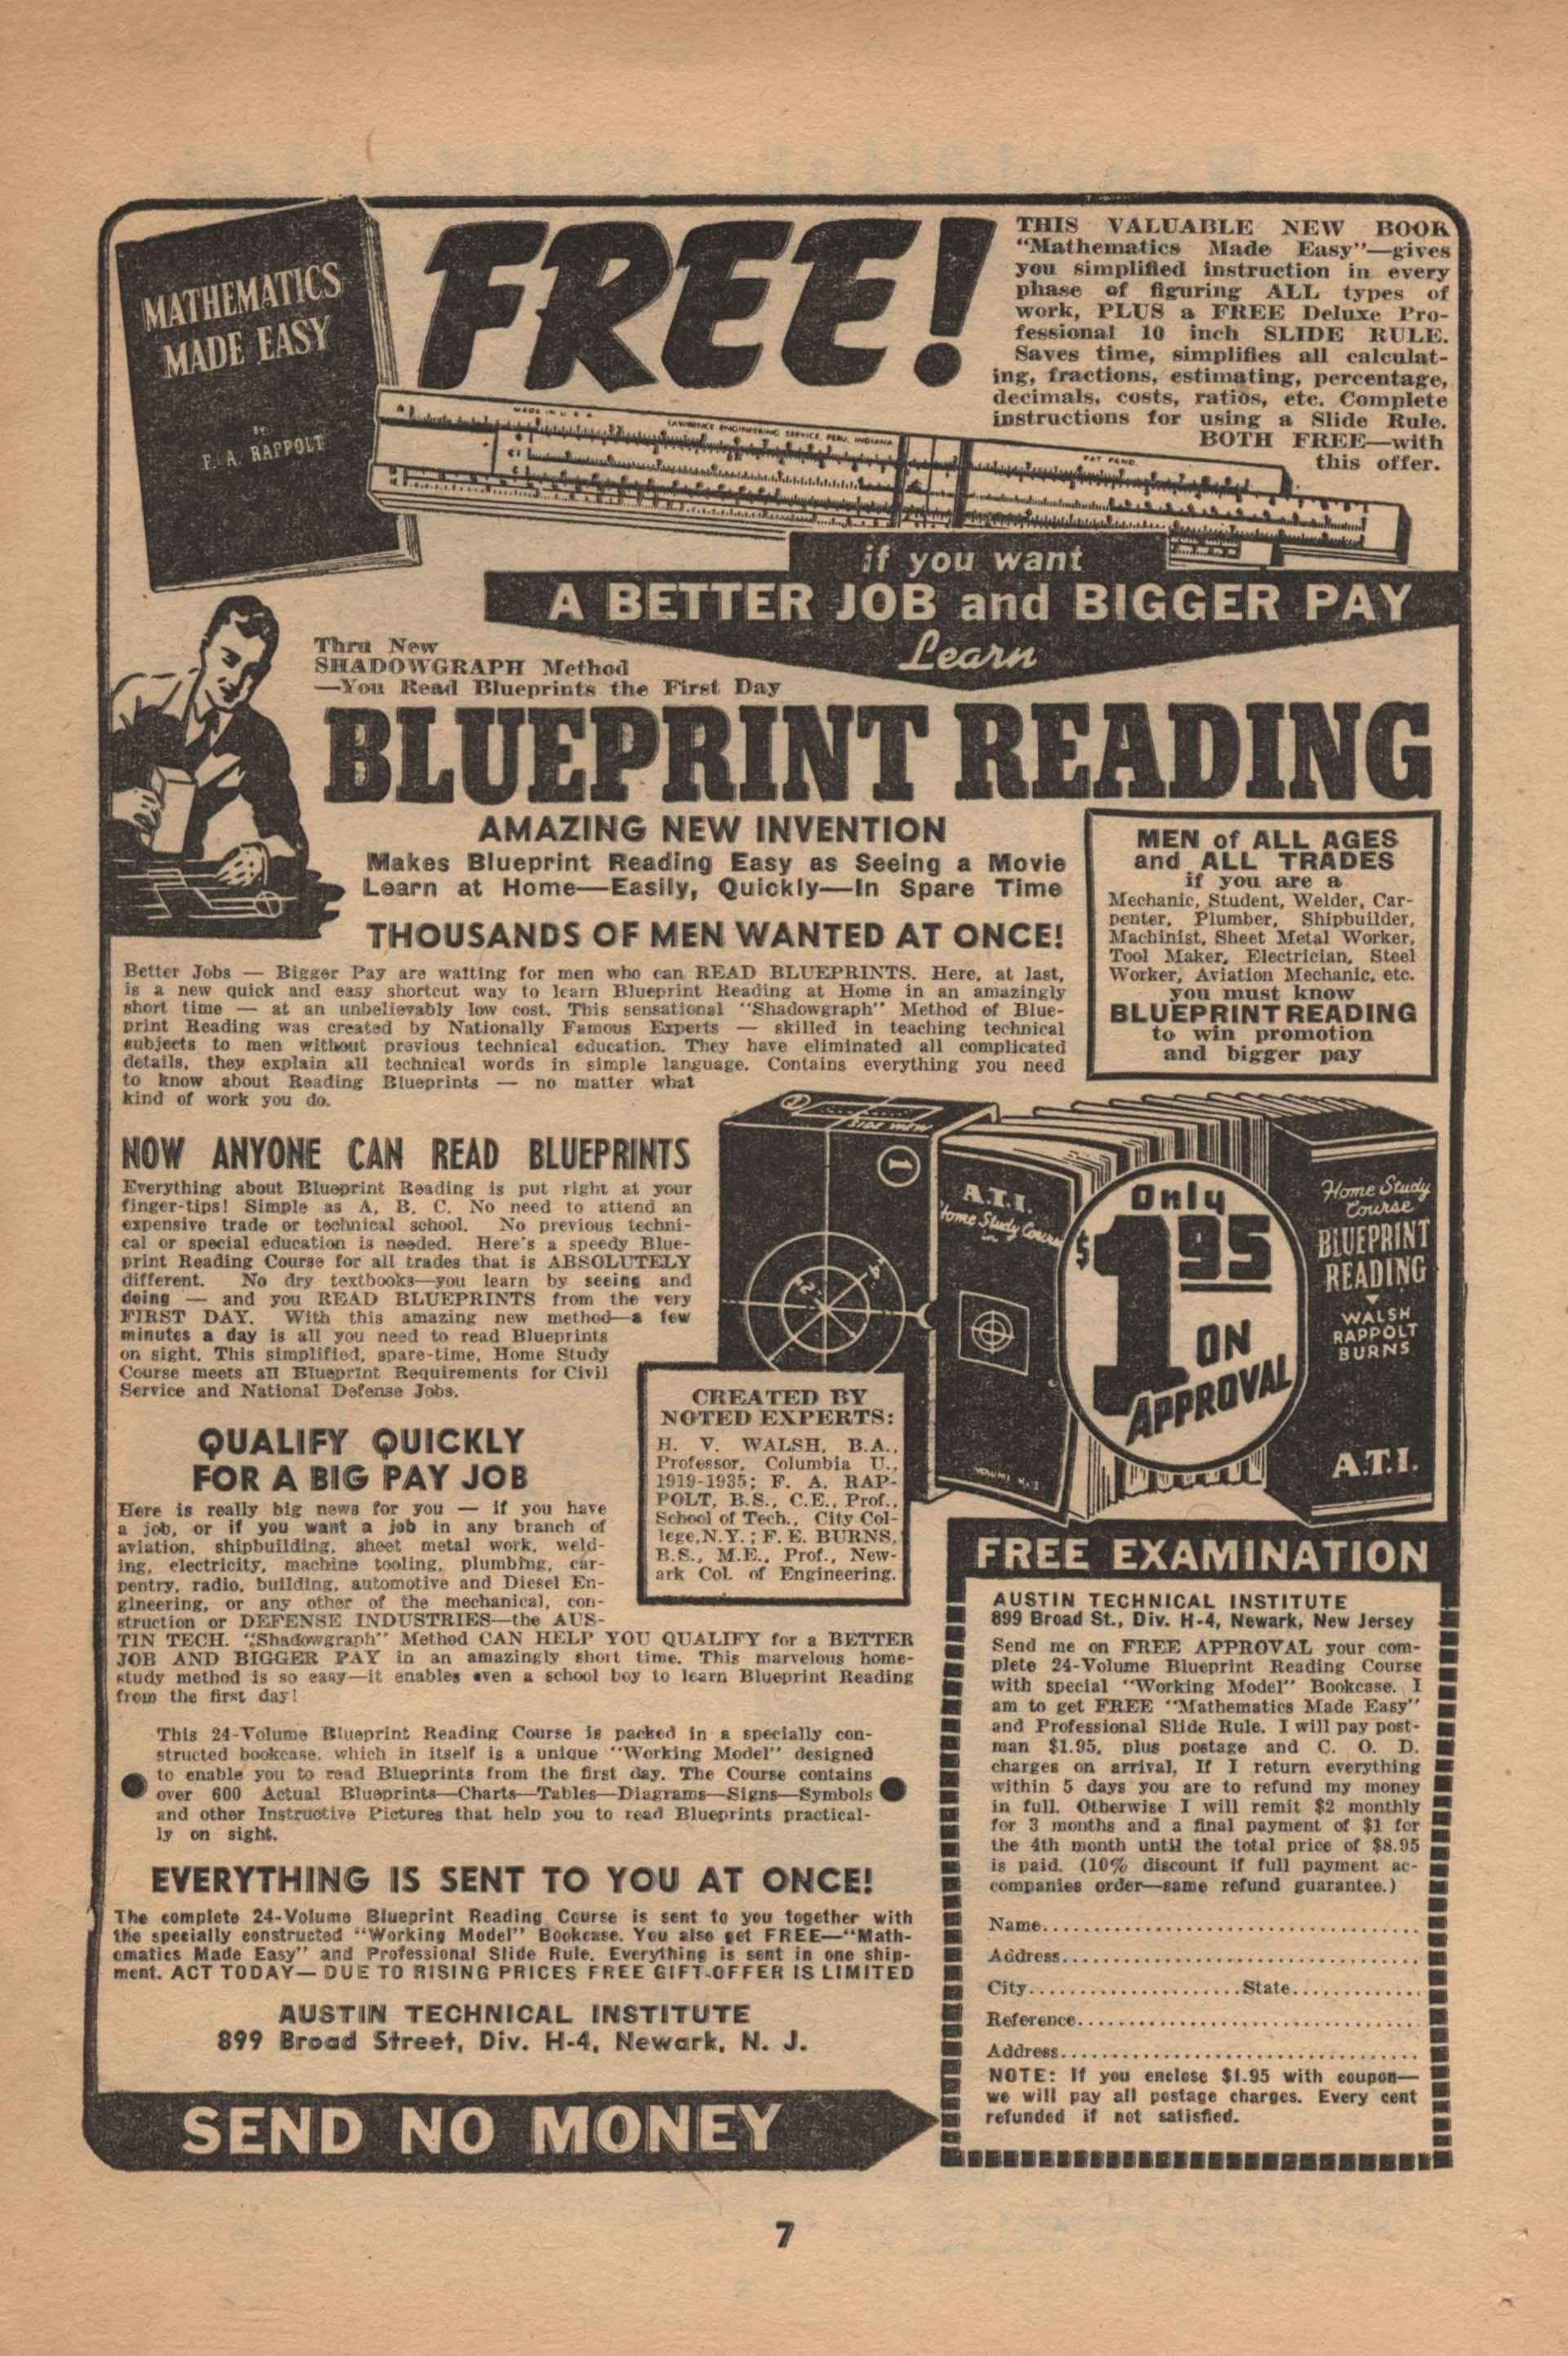 MATHEMATICS
MADE EASY
BY
F. A. RAPPOLT
FREE!
THIS VALUABLE NEW BOOK
"Mathematics Made Easy"—gives
you simplified instruction in every
phase of figuring ALL types of
work, PLUS a FREE Deluxe Pro-
fessional 10 inch SLIDE RULE.
Saves time, simplifies all calculat-
ing, fractions, estimating, percentage,
decimals, costs, ratios, etc. Complete
instructions for using a Slide Rule.
BOTH FREE—with
this offer.
MADE IN U.S.A.
LAWRENCE ENGINEERING SERVICE, PERU, INDIANA
PAT. PEND.
if you want
A BETTER JOB and BIGGER PAY
Learn
Thru New
SHADOWGRAPH Method
—You Read Blueprints the First Day
BLUEPRINT READING
AMAZING NEW INVENTION
Makes Blueprint Reading Easy as Seeing a Movie
Learn at Home—Easily, Quickly—In Spare Time
THOUSANDS OF MEN WANTED AT ONCE!
Better Jobs — Bigger Pay are waiting for men who can READ BLUEPRINTS. Here, at last,
is a new quick and easy shortcut way to learn Blueprint Reading at Home in an amazingly
short time — at an unbelievably low cost. This sensational "Shadowgraph" Method of Blue-
print Reading was created by Nationally Famous Experts — skilled in teaching technical
subjects to men without previous technical education. They have eliminated all complicated
details, they explain all technical words in simple language. Contains everything you need
to know about Reading Blueprints — no matter what
kind of work you do.
MEN of ALL AGES
and ALL TRADES
if you are a
Mechanic, Student, Welder, Car-
penter, Plumber, Shipbuilder,
Machinist, Sheet Metal Worker,
Tool Maker, Electrician, Steel
Worker, Aviation Mechanic, etc.
you must know
BLUEPRINT READING
to win promotion
and bigger pay
NOW ANYONE CAN READ BLUEPRINTS
Everything about Blueprint Reading is put right at your
finger-tips! Simple as A, B, C. No need to attend an
expensive trade or technical school. No previous techni-
cal or special education is needed. Here's a speedy Blue-
print Reading Course for all trades that is ABSOLUTELY
different. No dry textbooks—you learn by seeing and
doing — and you READ BLUEPRINTS from the very
FIRST DAY. With this amazing new method—a few
minutes a day is all you need to read Blueprints
on sight. This simplified, spare-time, Home Study
Course meets all Blueprint Requirements for Civil
Service and National Defense Jobs.
SIDE VIEW
1
A.T.I.
Home Study Course
in
VOLUME No. 1
Only
$1.95
ON
APPROVAL
Home Study
Course
BLUEPRINT
READING
WALSH
RAPPOLT
BURNS
A.T.I.
CREATED BY
NOTED EXPERTS:
H. V. WALSH, B.A.,
Professor, Columbia U.,
1919-1935; F. A. RAP-
POLT, B.S., C.E., Prof.,
School of Tech., City Col-
lege, N.Y.; F. E. BURNS,
B.S., M.E., Prof., New-
ark Col. of Engineering.
QUALIFY QUICKLY
FOR A BIG PAY JOB
Here is really big news for you — if you have
a job, or if you want a job in any branch of
aviation, shipbuilding, sheet metal work, weld-
ing, electricity, machine tooling, plumbing, car-
pentry, radio, building, automotive and Diesel En-
gineering, or any other of the mechanical, con-
struction or DEFENSE INDUSTRIES—the AUS-
TIN TECH. "Shadowgraph" Method CAN HELP YOU QUALIFY for a BETTER
JOB AND BIGGER PAY in an amazingly short time. This marvelous home-
study method is so easy—it enables even a school boy to learn Blueprint Reading
from the first day!
This 24-Volume Blueprint Reading Course is packed in a specially con-
structed bookcase, which in itself is a unique "Working Model" designed
to enable you to read Blueprints from the first day. The Course contains
over 600 Actual Blueprints—Charts—Tables—Diagrams—Signs—Symbols
and other Instructive Pictures that help you to read Blueprints practical-
ly on sight.
EVERYTHING IS SENT TO YOU AT ONCE!
The complete 24-Volume Blueprint Reading Course is sent to you together with
the specially constructed "Working Model" Bookcase. You also get FREE—"Math-
ematics Made Easy" and Professional Slide Rule. Everything is sent in one ship-
ment. ACT TODAY— DUE TO RISING PRICES FREE GIFT-OFFER IS LIMITED
AUSTIN TECHNICAL INSTITUTE
899 Broad Street, Div. H-4, Newark, N. J.
SEND NO MONEY
FREE EXAMINATION
AUSTIN TECHNICAL INSTITUTE
899 Broad St., Div. H-4, Newark, New Jersey
Send me on FREE APPROVAL your com-
plete 24-Volume Blueprint Reading Course
with special "Working Model" Bookcase. I
am to get FREE "Mathematics Made Easy"
and Professional Slide Rule. I will pay post-
man $1.95, plus postage and C. O. D.
charges on arrival, If I return everything
within 5 days you are to refund my money
in full. Otherwise I will remit $2 monthly
for 3 months and a final payment of $1 for
the 4th month until the total price of $8.95
is paid. (10% discount if full payment ac-
companies order—same refund guarantee.)
Name
Address
City State
Reference
Address
NOTE: If you enclose $1.95 with coupon—
we will pay all postage charges. Every cent
refunded if not satisfied.
7